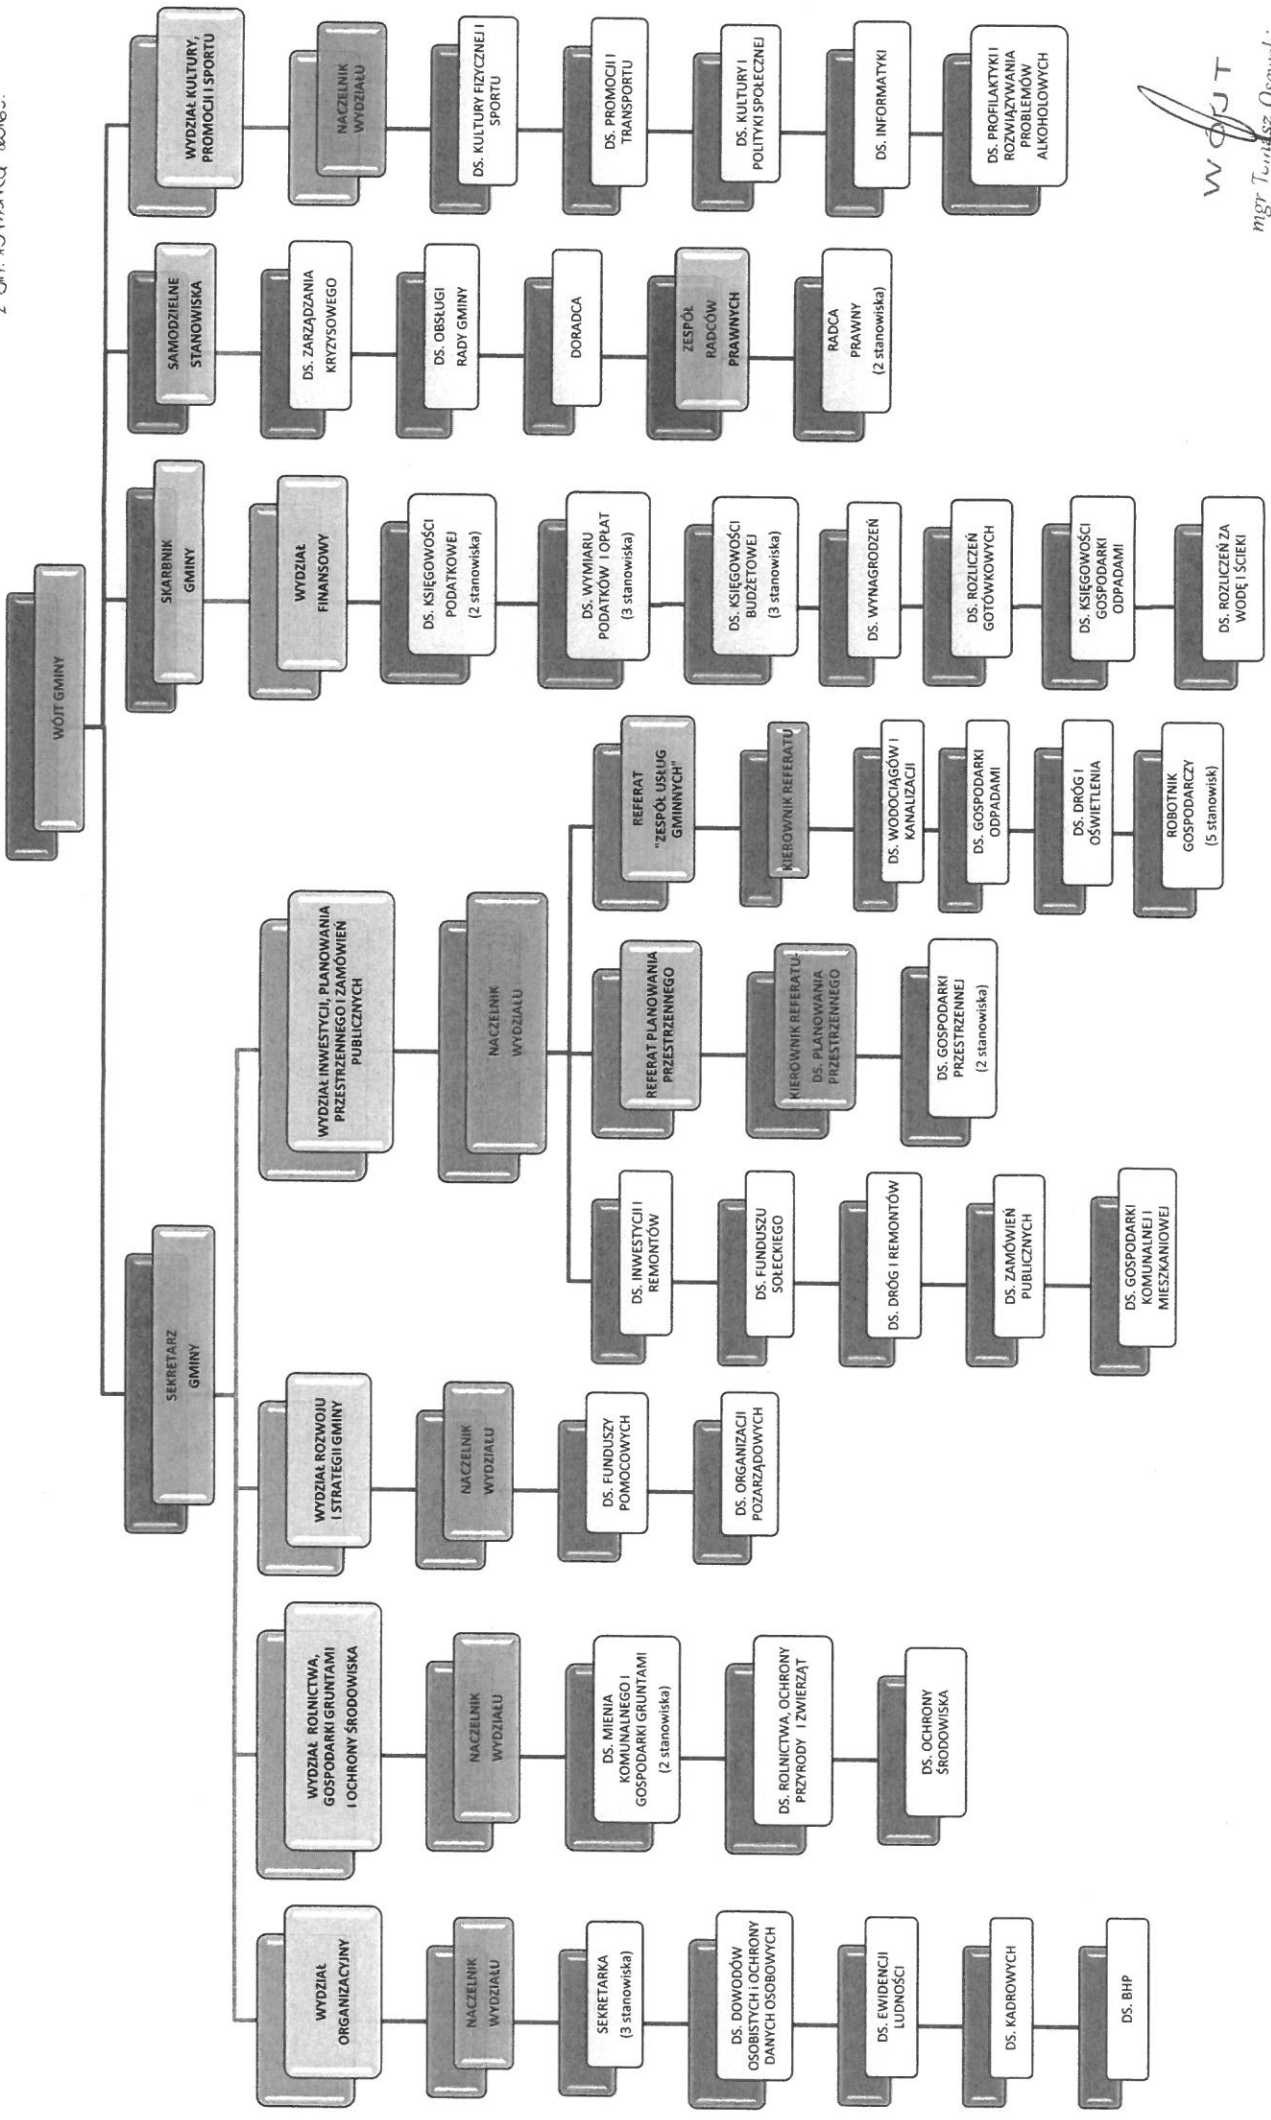 WÓJT GMINY
SEKRETARZ
GMINY
WYDZIAŁ
ORGANIZACYJNY
NACZELNIK
WYDZIAŁU
SEKRETARKA
(3 stanowiska)
DS. DOWODÓW
OSOBISTYCH i OCHRONY
DANYCH OSOBOWYCH
DS. EWIDENCJI
LUDNOŚCI
DS. KADROWYCH
DS. BHP
WYDZIAŁ ROLNICTWA,
GOSPODARKI GRUNTAMI
I OCHRONY ŚRODOWISKA
NACZELNIK
WYDZIAŁU
DS. MIENIA
KOMUNALNEGO I
GOSPODARKI GRUNTAMI
(2 stanowiska)
DS. ROLNICTWA, OCHRONY
PRZYRODY I ZWIERZĄT
DS. OCHRONY
ŚRODOWISKA
WYDZIAŁ ROZWOJU
I STRATEGII GMINY
NACZELNIK
WYDZIAŁU
DS. FUNDUSZY
POMOCOWYCH
DS. ORGANIZACJI
POZARZĄDOWYCH
WYDZIAŁ INWESTYCJI, PLANOWANIA
PRZESTRZENNEGO I ZAMÓWIEŃ
PUBLICZNYCH
NACZELNIK
WYDZIAŁU
DS. INWESTYCJI I
REMONTÓW
DS. FUNDUSZU
SOŁECKIEGO
DS. DRÓG I REMONTÓW
DS. ZAMÓWIEŃ
PUBLICZNYCH
DS. GOSPODARKI
KOMUNALNEJ I
MIESZKANIOWEJ
REFERAT PLANOWANIA
PRZESTRZENNEGO
KIEROWNIK REFERATU-
DS. PLANOWANIA
PRZESTRZENNEGO
DS. GOSPODARKI
PRZESTRZENNEJ
(2 stanowiska)
REFERAT
"ZESPÓŁ USŁUG
GMINNYCH"
KIEROWNIK REFERATU
DS. WODOCIĄGÓW I
KANALIZACJI
DS. GOSPODARKI
ODPADAMI
DS. DRÓG I
OŚWIETLENIA
ROBOTNIK
GOSPODARCZY
(5 stanowisk)
SKARBNIK
GMINY
WYDZIAŁ
FINANSOWY
DS. KSIĘGOWOŚCI
PODATKOWEJ
(2 stanowiska)
DS. WYMIARU
PODATKÓW I OPŁAT
(3 stanowiska)
DS. KSIĘGOWOŚCI
BUDŻETOWEJ
(3 stanowiska)
DS. WYNAGRODZEŃ
DS. ROZLICZEŃ
GOTÓWKOWYCH
DS. KSIĘGOWOŚCI
GOSPODARKI
ODPADAMI
DS. ROZLICZEŃ ZA
WODĘ I ŚCIEKI
SAMODZIELNE
STANOWISKA
DS. ZARZĄDZANIA
KRYZYSOWEGO
DS. OBSŁUGI
RADY GMINY
DORADCA
ZESPÓŁ
RADCÓW
PRAWNYCH
RADCA
PRAWNY
(2 stanowiska)
WYDZIAŁ KULTURY,
PROMOCJI I SPORTU
NACZELNIK
WYDZIAŁU
DS. KULTURY FIZYCZNEJ I
SPORTU
DS. PROMOCJI I
TRANSPORTU
DS. KULTURY I
POLITYKI SPOŁECZNEJ
DS. INFORMATYKI
DS. PROFILAKTYKI I
ROZWIĄZYWANIA
PROBLEMÓW
ALKOHOLOWYCH
WÓJT
mgr Tomasz